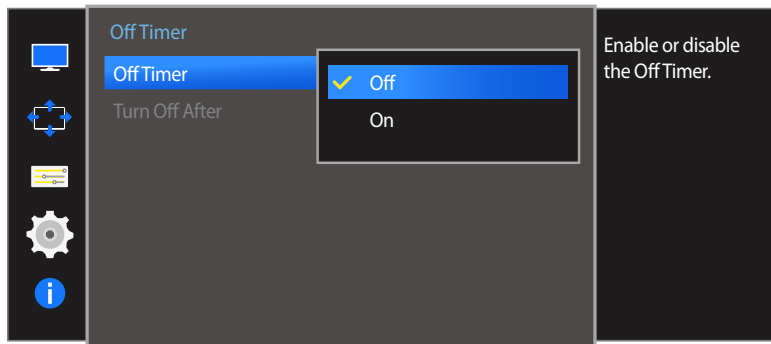 Off Timer
Off Timer
Off
Turn Off After
On
Enable or disable
the Off Timer.